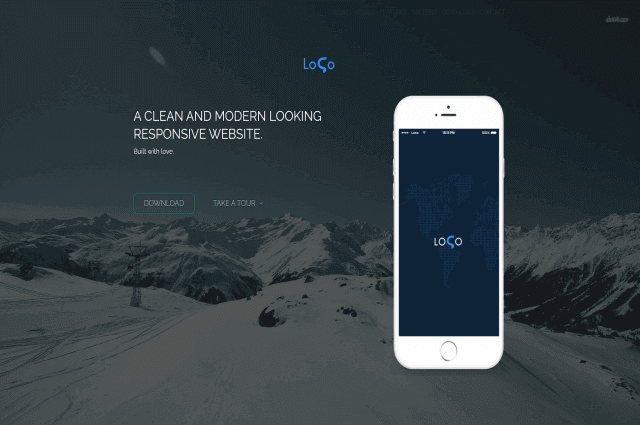 LoGo
A CLEAN AND MODERN LOOKING
RESPONSIVE WEBSITE.
Built with love.
DOWNLOAD
TAKE A TOUR
LoGo